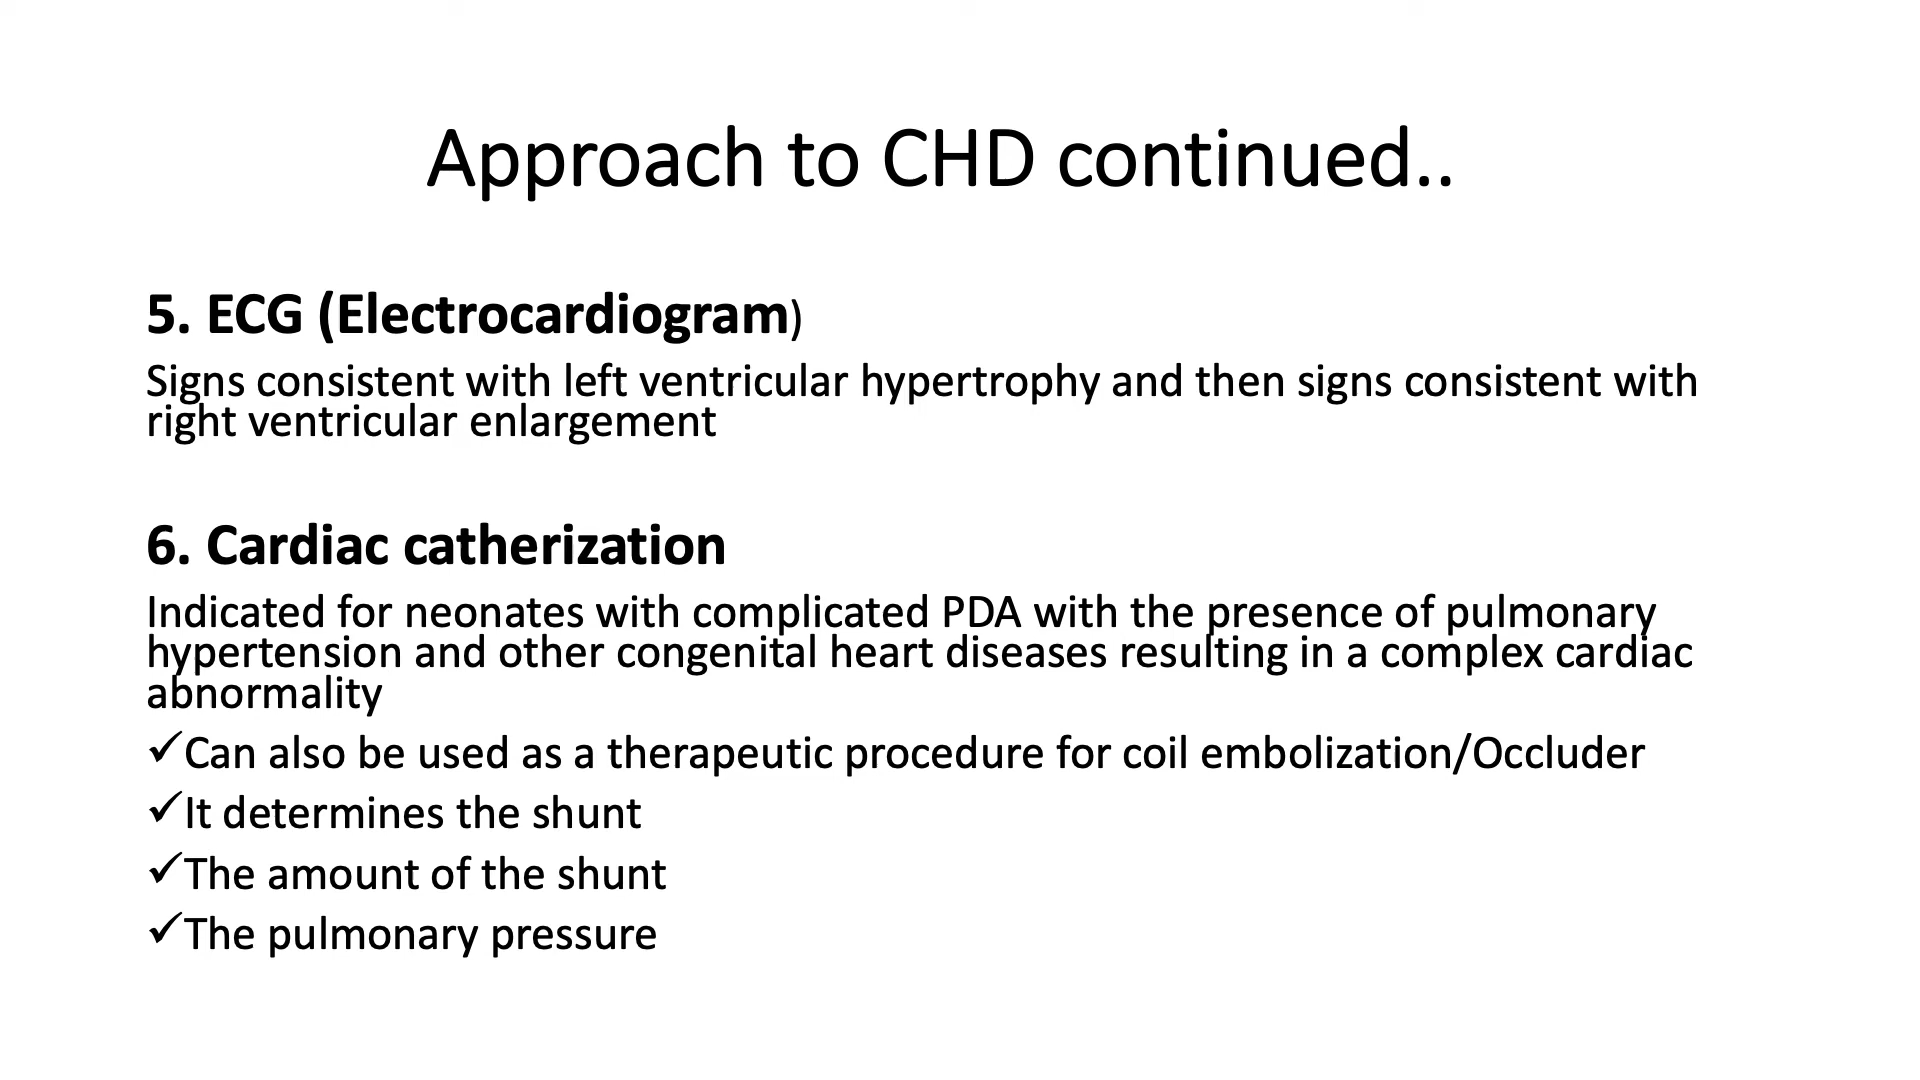 Approach to CHD continued..
5. ECG (Electrocardiogram)
Signs consistent with left ventricular hypertrophy and then signs consistent with
right ventricular enlargement
6. Cardiac catherization
Indicated for neonates with complicated PDA with the presence of pulmonary
hypertension and other congenital heart diseases resulting in a complex cardiac
abnormality
✓Can also be used as a therapeutic procedure for coil embolization/Occluder
✓It determines the shunt
✓The amount of the shunt
✓The pulmonary pressure